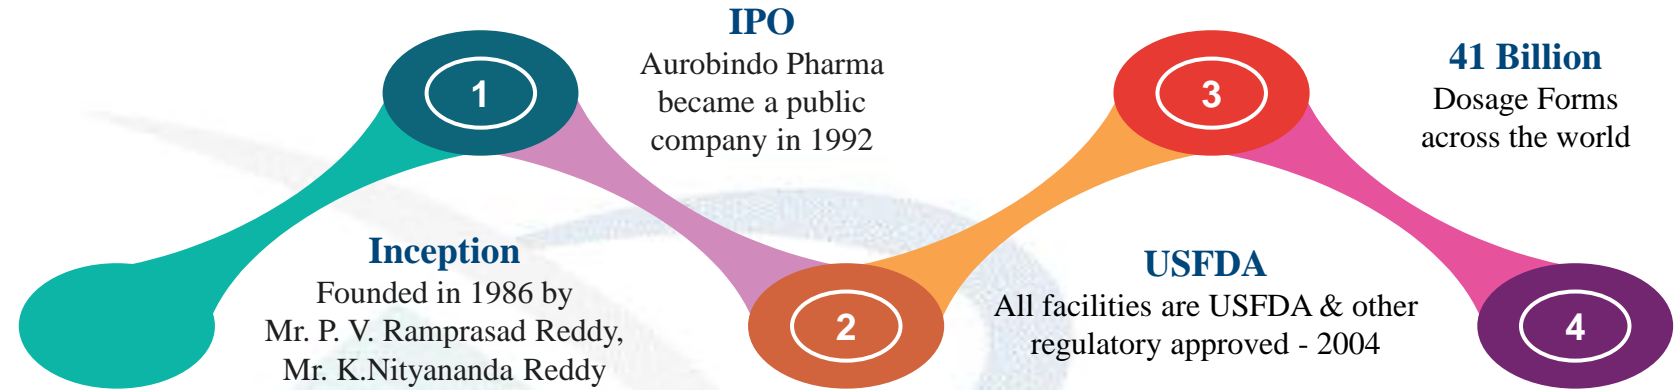 1
Inception
Founded in 1986 by
Mr. P. V. Ramprasad Reddy,
Mr. K.Nityananda Reddy
IPO
Aurobindo Pharma
became a public
company in 1992
2
3
USFDA
All facilities are USFDA & other
regulatory approved - 2004
41 Billion
Dosage Forms
across the world
4